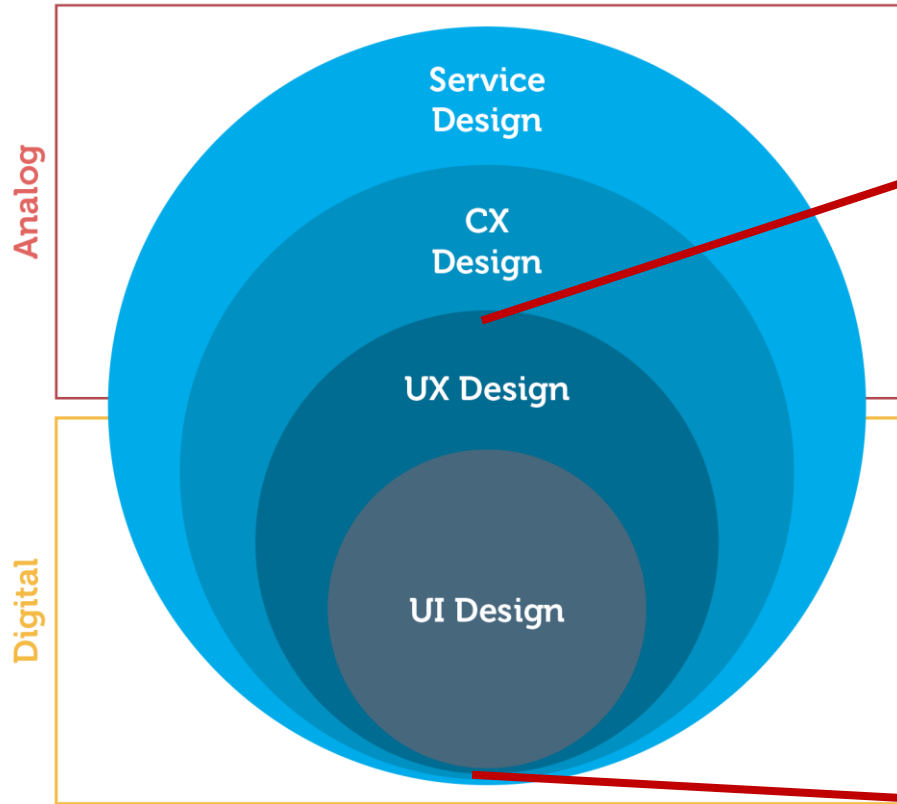 Service
Design
CX
Design
UX Design
UI Design
Analog
Digital